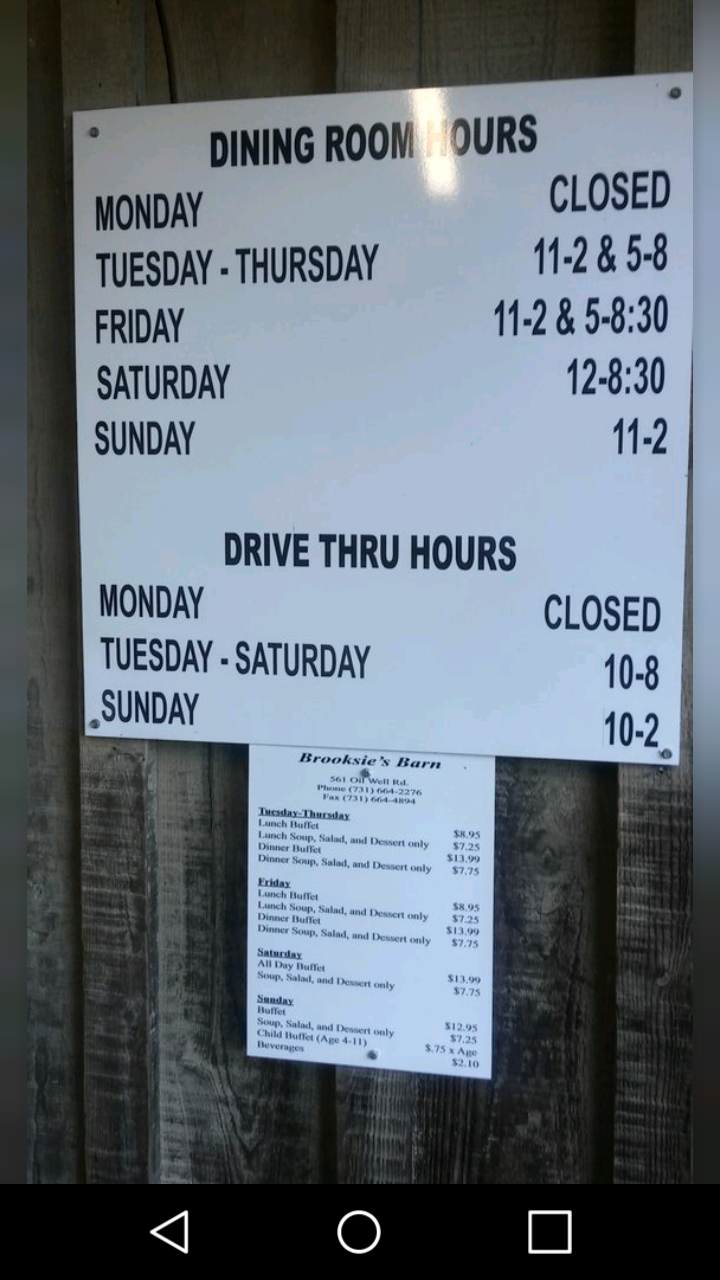 DINING ROOM HOURS
MONDAY CLOSED
TUESDAY - THURSDAY 11-2 & 5-8
FRIDAY 11-2 & 5-8:30
SATURDAY 12-8:30
SUNDAY 11-2
DRIVE THRU HOURS
MONDAY CLOSED
TUESDAY - SATURDAY 10-8
SUNDAY 10-2
Brooksie's Barn
561 Oil Well Rd.
Phone (731) 664-2276
Fax (731) 664-4894
Tuesday-Thursday
Lunch Buffet $8.95
Lunch Soup, Salad, and Dessert only $7.25
Dinner Buffet $13.99
Dinner Soup, Salad, and Dessert only $7.75
Friday
Lunch Buffet $8.95
Lunch Soup, Salad, and Dessert only $7.25
Dinner Buffet $13.99
Dinner Soup, Salad, and Dessert only $7.75
Saturday
All Day Buffet $13.99
Soup, Salad, and Dessert only $7.75
Sunday
Buffet $12.95
Soup, Salad, and Dessert only $7.25
Child Buffet (Age 4-11) $.75 x Age
Beverages $2.10